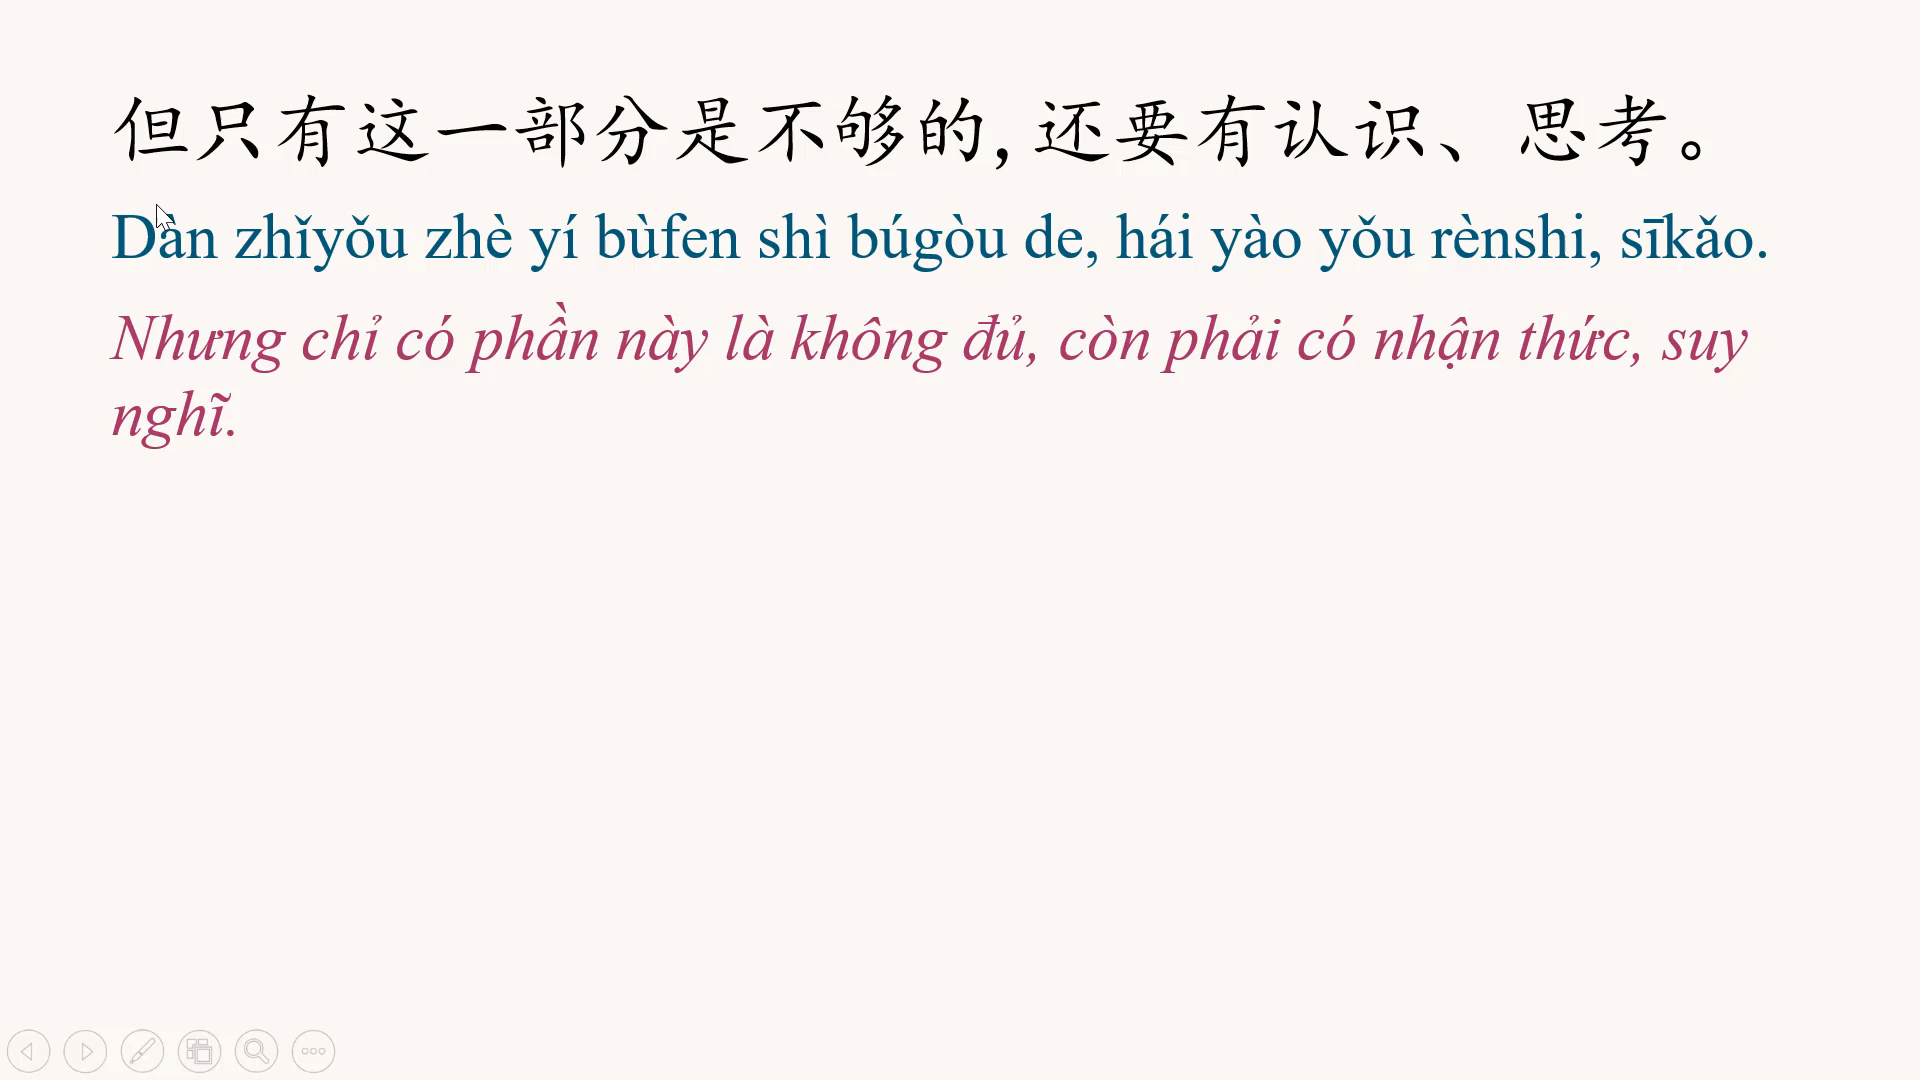 但只有这一部分是不够的,还要有认识、思考。
Dàn zhǐyǒu zhè yí bùfen shì búgòu de, hái yào yǒu rènshi, sīkǎo.
Nhưng chỉ có phần này là không đủ, còn phải có nhận thức, suy
nghĩ.